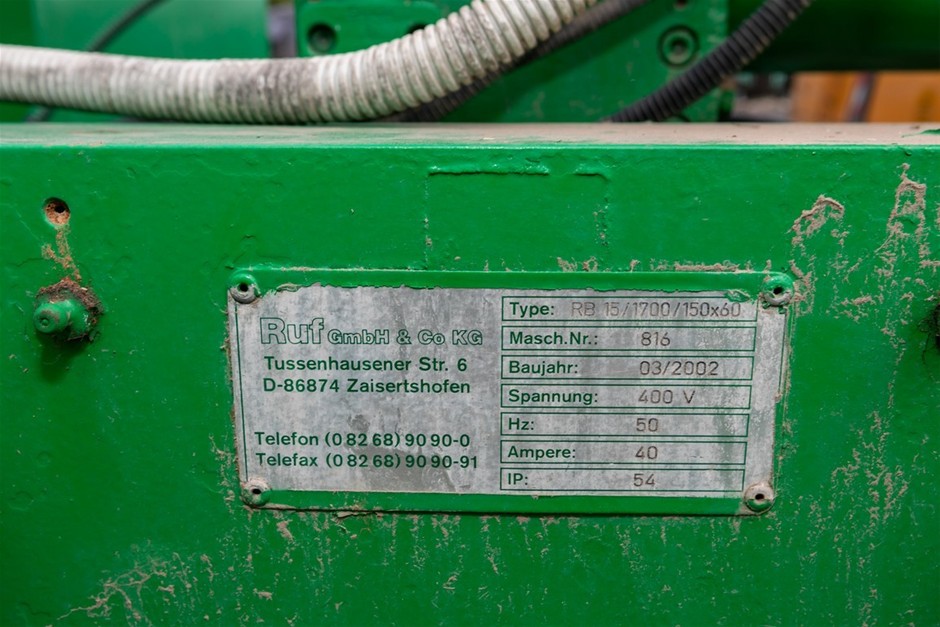 Ruf GmbH & Co KG
Tussenhausener Str. 6
D-86874 Zaisertshofen
Telefon (0 82 68) 90 90-0
Telefax (0 82 68) 90 90-91
Type: RB 15/1700/150x60
Masch.Nr.: 816
Baujahr: 03/2002
Spannung: 400 V
Hz: 50
Ampere: 40
IP: 54